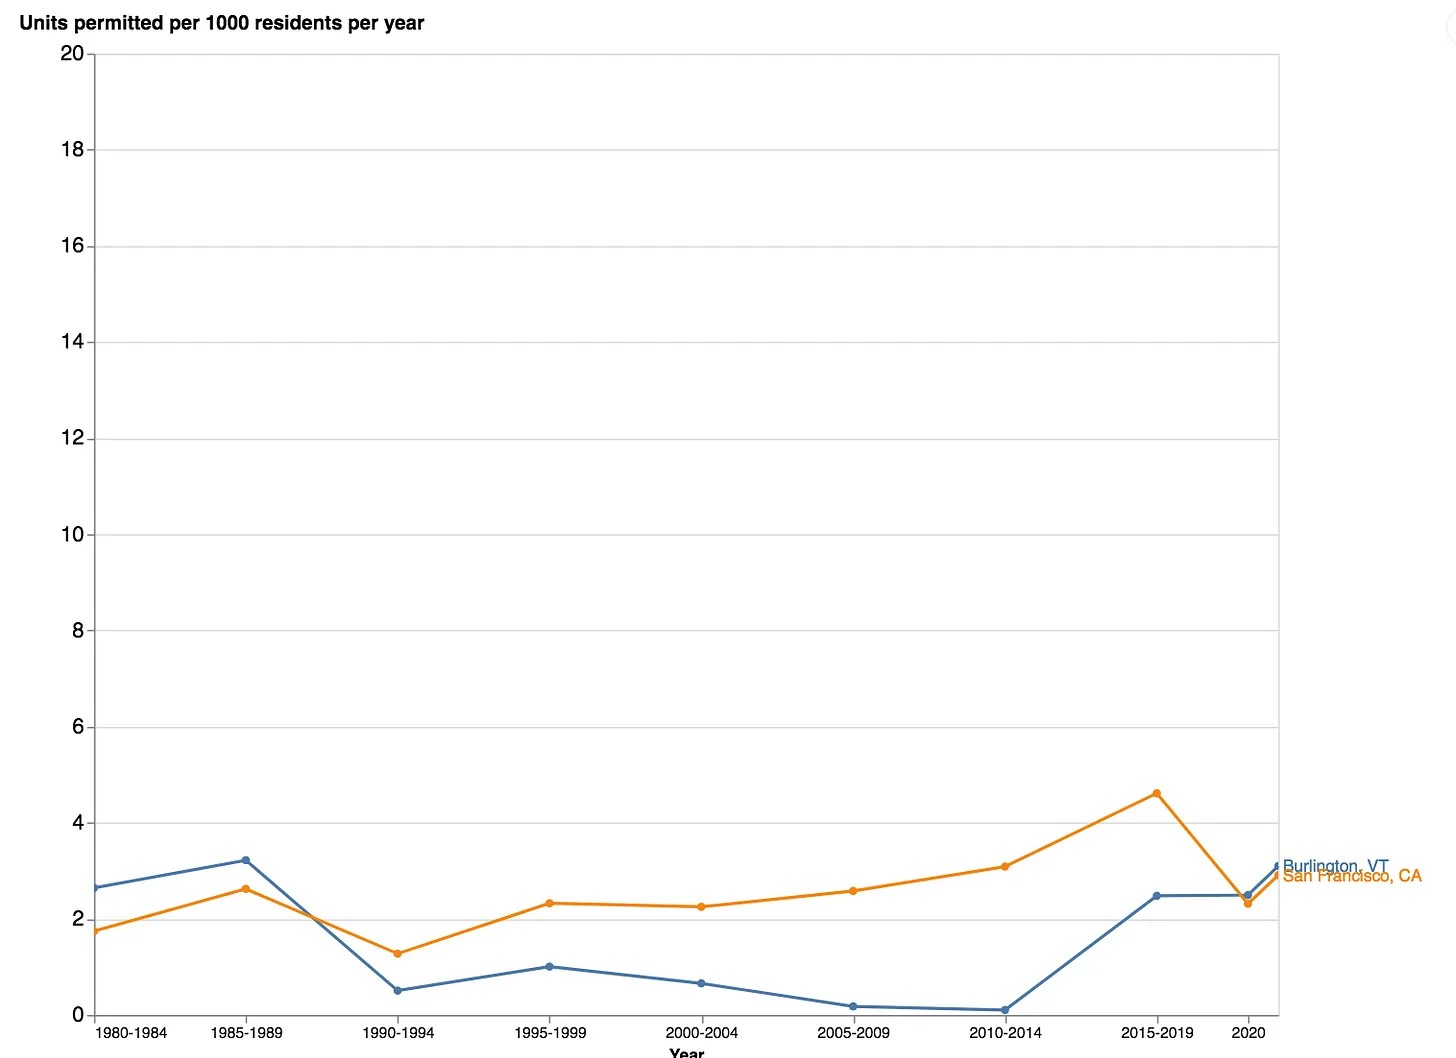 Units permitted per 1000 residents per year
20
18
16
14
12
10
8
6
4
2
0
Burlington, VT
San Francisco, CA
1980-1984 1985-1989 1990-1994 1995-1999 2000-2004 2005-2009 2010-2014 2015-2019 2020
Year